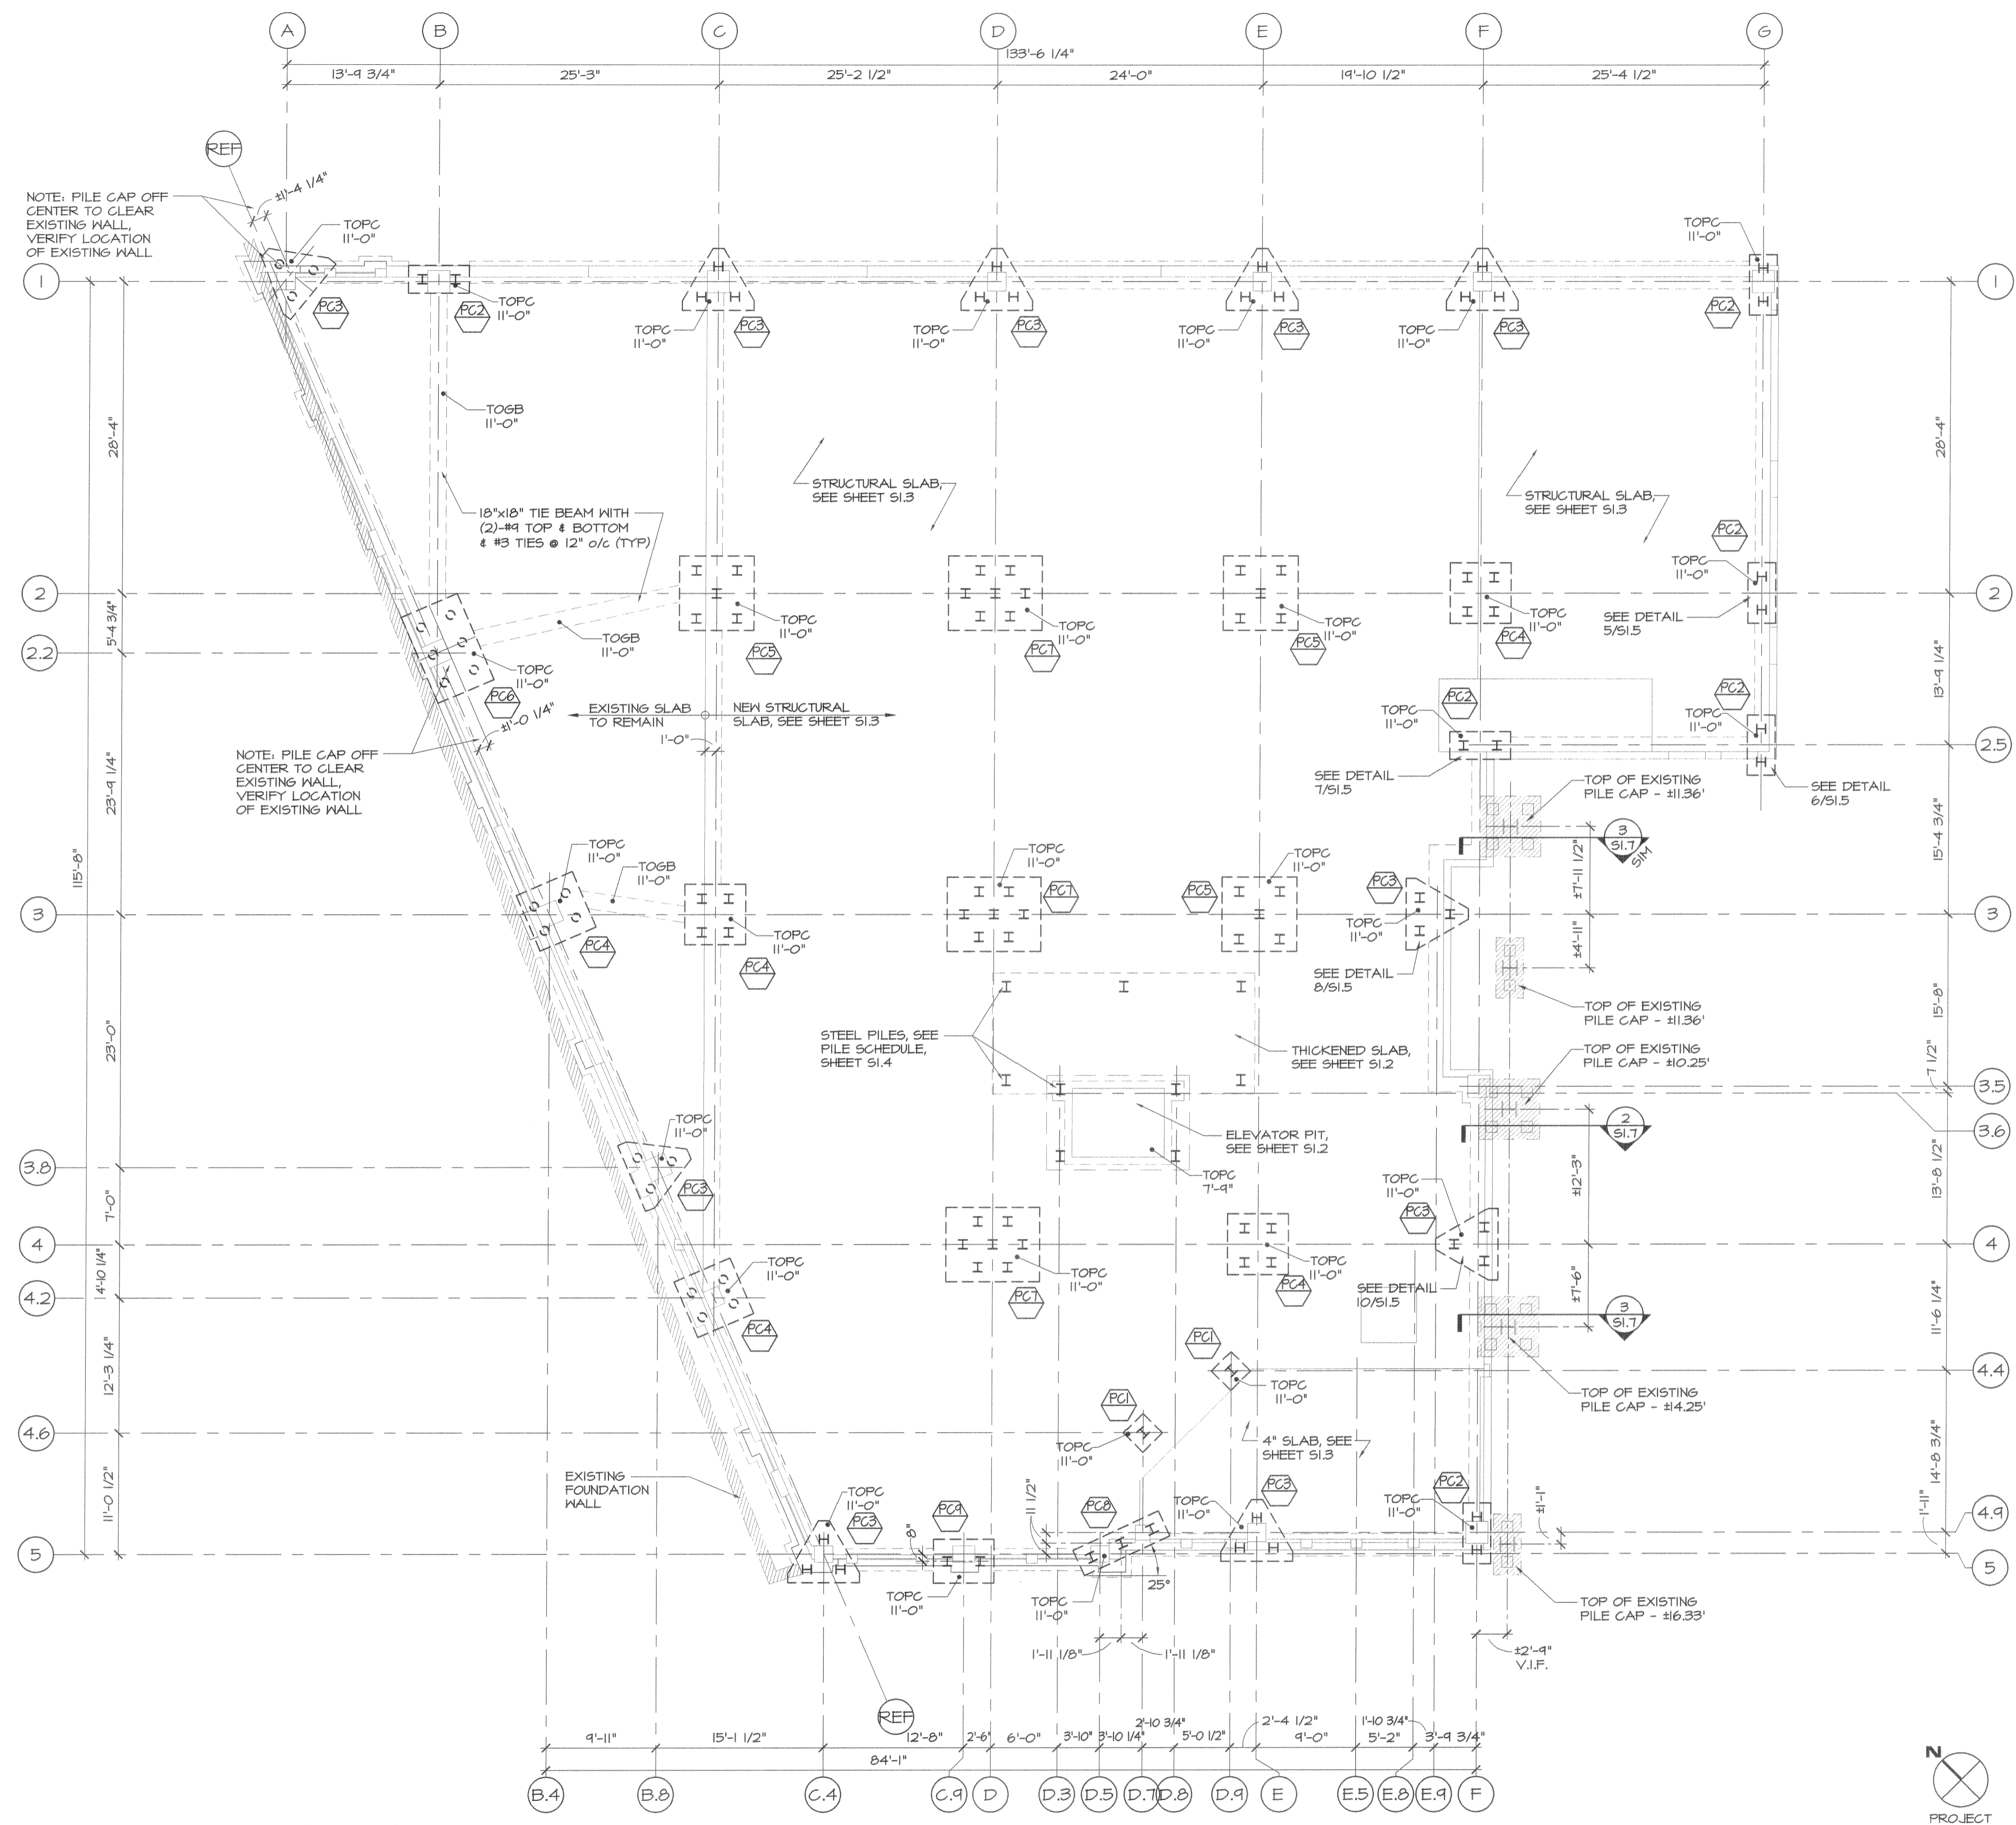 A
B
C
D
E
F
G
133'-6 1/4"
13'-9 3/4"
25'-3"
25'-2 1/2"
24'-0"
19'-10 1/2"
25'-4 1/2"
REF
±1'-4 1/4"
NOTE: PILE CAP OFF
CENTER TO CLEAR
EXISTING WALL,
VERIFY LOCATION
OF EXISTING WALL
TOPC
11'-0"
PC3
1
TOPC
11'-0"
PC2
TOPC
11'-0"
PC3
TOPC
11'-0"
PC3
TOPC
11'-0"
PC3
TOPC
11'-0"
PC3
TOPC
11'-0"
PC2
1
28'-4"
TOGB
11'-0"
18"x18" TIE BEAM WITH
(2)-#9 TOP & BOTTOM
& #3 TIES @ 12" o/c (TYP)
STRUCTURAL SLAB,
SEE SHEET S1.3
STRUCTURAL SLAB,
SEE SHEET S1.3
28'-4"
2
TOGB
11'-0"
TOPC
11'-0"
PC5
TOPC
11'-0"
PC7
TOPC
11'-0"
PC5
TOPC
11'-0"
PC4
PC2
TOPC
11'-0"
SEE DETAIL
5/S1.5
2
5'-4 3/4"
2.2
TOPC
11'-0"
PC6
±1'-0 1/4"
NOTE: PILE CAP OFF
CENTER TO CLEAR
EXISTING WALL,
VERIFY LOCATION
OF EXISTING WALL
EXISTING SLAB
TO REMAIN
NEW STRUCTURAL
SLAB, SEE SHEET S1.3
1'-0"
PC2
TOPC
11'-0"
SEE DETAIL
7/S1.5
PC2
TOPC
11'-0"
SEE DETAIL
6/S1.5
13'-9 1/4"
2.5
23'-9 1/4"
115'-8"
TOP OF EXISTING
PILE CAP - ±11.36'
3
S1.7
SIM
±7'-11 1/2"
15'-4 3/4"
3
TOPC
11'-0"
PC4
TOGB
11'-0"
TOPC
11'-0"
PC4
TOPC
11'-0"
PC7
PC5
TOPC
11'-0"
PC3
TOPC
11'-0"
SEE DETAIL
8/S1.5
3
±4'-11"
TOP OF EXISTING
PILE CAP - ±11.36'
15'-8"
23'-0"
STEEL PILES, SEE
PILE SCHEDULE,
SHEET S1.4
THICKENED SLAB,
SEE SHEET S1.2
TOP OF EXISTING
PILE CAP - ±10.25'
7 1/2"
3.5
3.6
2
S1.7
ELEVATOR PIT,
SEE SHEET S1.2
TOPC
7'-9"
3.8
TOPC
11'-0"
PC3
±12'-3"
13'-8 1/2"
7'-0"
4
TOPC
11'-0"
PC7
TOPC
11'-0"
PC4
PC3
TOPC
11'-0"
SEE DETAIL
10/S1.5
4
4'-10 1/4"
4.2
TOPC
11'-0"
PC4
±7'-6"
3
S1.7
11'-6 1/4"
12'-3 1/4"
PC1
TOPC
11'-0"
4.4
TOP OF EXISTING
PILE CAP - ±14.25'
4.6
PC1
TOPC
11'-0"
4" SLAB, SEE
SHEET S1.3
14'-8 3/4"
11'-0 1/2"
EXISTING
FOUNDATION
WALL
TOPC
11'-0"
PC3
8"
PC9
TOPC
11'-0"
11 1/2"
PC8
TOPC
11'-0"
25°
TOPC
11'-0"
PC3
PC2
TOPC
11'-0"
±1'-1"
1'-11"
4.9
5
5
TOP OF EXISTING
PILE CAP - ±16.33'
1'-11 1/8"
1'-11 1/8"
±2'-9"
V.I.F.
REF
9'-11"
15'-1 1/2"
12'-8"
2'-6"
6'-0"
3'-10"
3'-10 1/4"
2'-10 3/4"
5'-0 1/2"
2'-4 1/2"
9'-0"
5'-2"
1'-10 3/4"
3'-9 3/4"
84'-1"
B.4
B.8
C.4
C.9
D
D.3
D.5
D.7
D.8
D.9
E
E.5
E.8
E.9
F
N
PROJECT